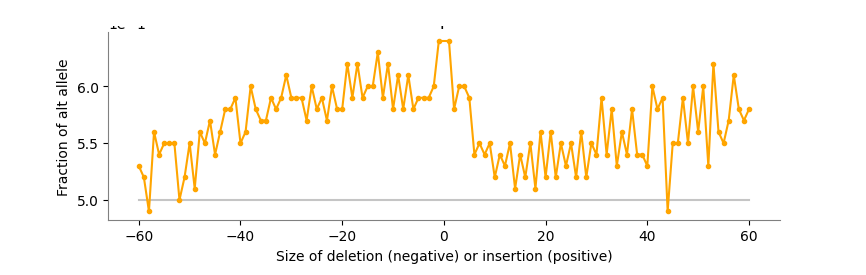 6.0
5.5
5.0
Fraction of alt allele
−60 −40 −20 0 20 40 60
Size of deletion (negative) or insertion (positive)